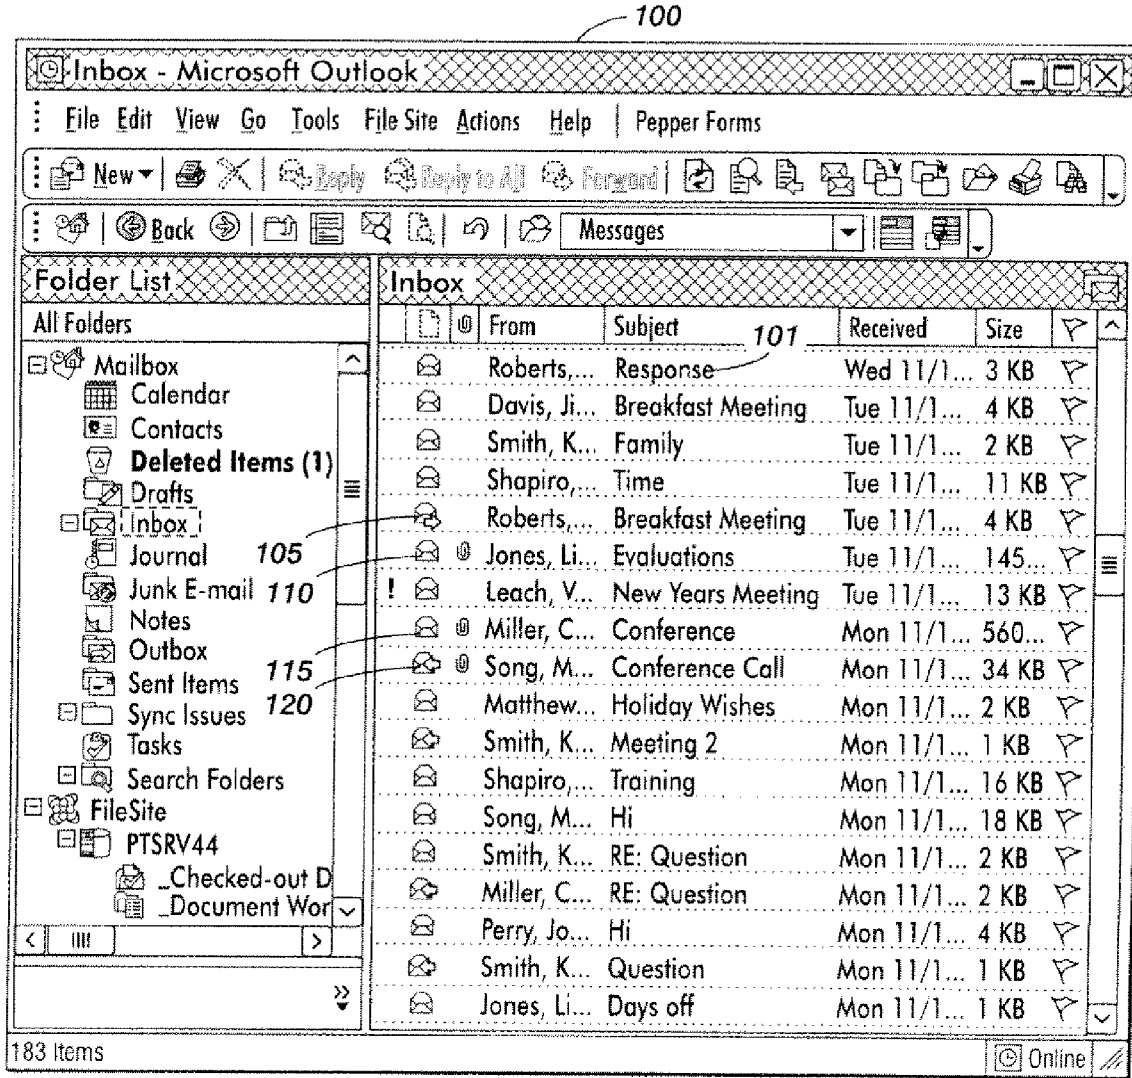 100
Inbox - Microsoft Outlook
File Edit View Go Tools File Site Actions Help | Pepper Forms
New Reply Reply to All Forward
Back Messages
Folder List
All Folders
Mailbox
Calendar
Contacts
Deleted Items (1)
Drafts
Inbox
Journal
Junk E-mail
Notes
Outbox
Sent Items
Sync Issues
Tasks
Search Folders
FileSite
PTSRV44
_Checked-out D
_Document Wor
105
110
115
120
Inbox
From Subject Received Size
101
Roberts,... Response Wed 11/1... 3 KB
Davis, Ji... Breakfast Meeting Tue 11/1... 4 KB
Smith, K... Family Tue 11/1... 2 KB
Shapiro,... Time Tue 11/1... 11 KB
Roberts,... Breakfast Meeting Tue 11/1... 4 KB
Jones, Li... Evaluations Tue 11/1... 145...
! Leach, V... New Years Meeting Tue 11/1... 13 KB
Miller, C... Conference Mon 11/1... 560...
Song, M... Conference Call Mon 11/1... 34 KB
Matthew... Holiday Wishes Mon 11/1... 2 KB
Smith, K... Meeting 2 Mon 11/1... 1 KB
Shapiro,... Training Mon 11/1... 16 KB
Song, M... Hi Mon 11/1... 18 KB
Smith, K... RE: Question Mon 11/1... 2 KB
Miller, C... RE: Question Mon 11/1... 2 KB
Perry, Jo... Hi Mon 11/1... 4 KB
Smith, K... Question Mon 11/1... 1 KB
Jones, Li... Days off Mon 11/1... 1 KB
183 Items
Online